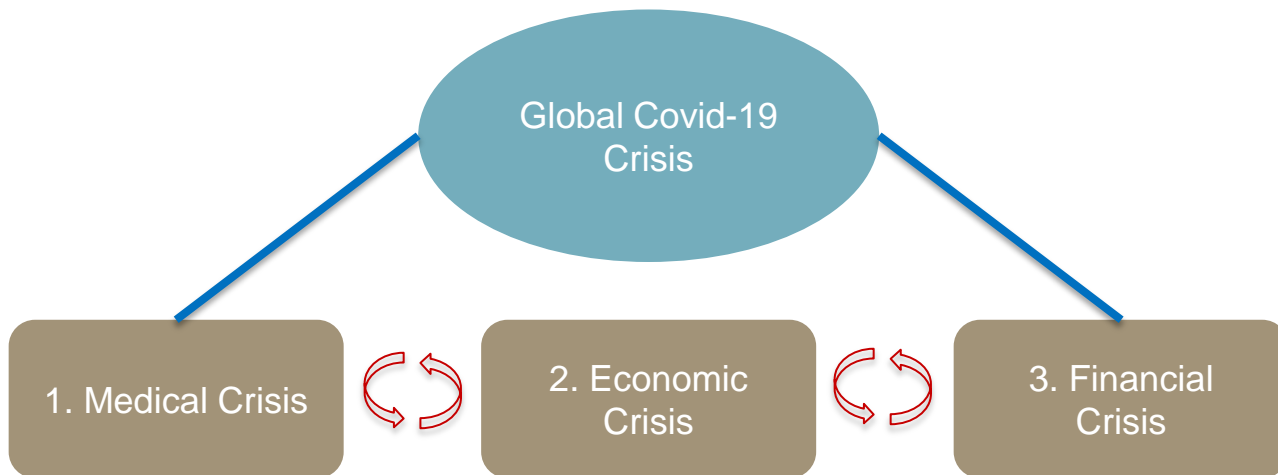 Global Covid-19
Crisis
1. Medical Crisis
2. Economic
Crisis
3. Financial
Crisis